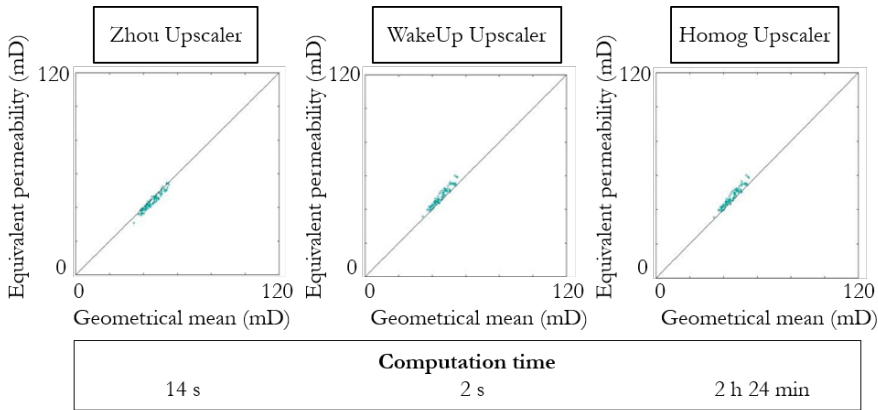 Zhou Upscaler
WakeUp Upscaler
Homog Upscaler
Equivalent permeability (mD)
120
0
0
120
Geometrical mean (mD)
Equivalent permeability (mD)
120
0
0
120
Geometrical mean (mD)
Equivalent permeability (mD)
120
0
0
120
Geometrical mean (mD)
Computation time
14 s
2 s
2 h 24 min